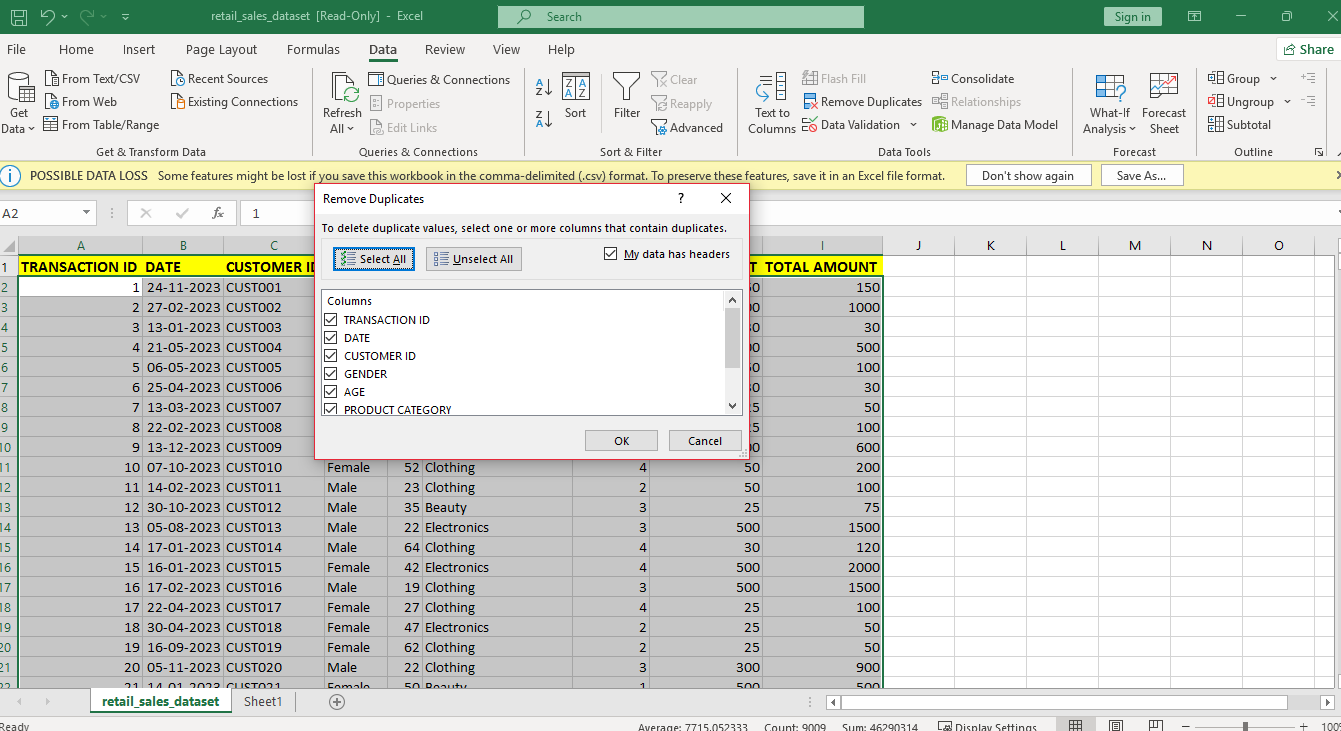 retail_sales_dataset [Read-Only] - Excel
Search
Sign in
File Home Insert Page Layout Formulas Data Review View Help
Share
Get Data
From Text/CSV
From Web
From Table/Range
Recent Sources
Existing Connections
Get & Transform Data
Refresh All
Queries & Connections
Properties
Edit Links
Queries & Connections
Sort
Filter
Clear
Reapply
Advanced
Sort & Filter
Text to Columns
Flash Fill
Remove Duplicates
Data Validation
Consolidate
Relationships
Manage Data Model
Data Tools
What-If Analysis
Forecast Sheet
Forecast
Group
Ungroup
Subtotal
Outline
POSSIBLE DATA LOSS Some features might be lost if you save this workbook in the comma-delimited (.csv) format. To preserve these features, save it in an Excel file format.
Don't show again
Save As...
A2
fx
1
Remove Duplicates
?
To delete duplicate values, select one or more columns that contain duplicates.
Select All
Unselect All
My data has headers
Columns
TRANSACTION ID
DATE
CUSTOMER ID
GENDER
AGE
PRODUCT CATEGORY
OK
Cancel
A B C I J K L M N O
1 TRANSACTION ID DATE CUSTOMER ID TOTAL AMOUNT
2 1 24-11-2023 CUST001 150
3 2 27-02-2023 CUST002 1000
4 3 13-01-2023 CUST003 30
5 4 21-05-2023 CUST004 500
6 5 06-05-2023 CUST005 100
7 6 25-04-2023 CUST006 30
8 7 13-03-2023 CUST007 50
9 8 22-02-2023 CUST008 100
10 9 13-12-2023 CUST009 600
11 10 07-10-2023 CUST010 Female 52 Clothing 4 50 200
12 11 14-02-2023 CUST011 Male 23 Clothing 2 50 100
13 12 30-10-2023 CUST012 Male 35 Beauty 3 25 75
14 13 05-08-2023 CUST013 Male 22 Electronics 3 500 1500
15 14 17-01-2023 CUST014 Male 64 Clothing 4 30 120
16 15 16-01-2023 CUST015 Female 42 Electronics 4 500 2000
17 16 17-02-2023 CUST016 Male 19 Clothing 3 500 1500
18 17 22-04-2023 CUST017 Female 27 Clothing 4 25 100
19 18 30-04-2023 CUST018 Female 47 Electronics 2 25 50
20 19 16-09-2023 CUST019 Female 62 Clothing 2 25 50
21 20 05-11-2023 CUST020 Male 22 Clothing 3 300 900
22 21 14-01-2023 CUST021 Female 50 Beauty 1 500 500
retail_sales_dataset
Sheet1
Ready
Average: 7715.052333 Count: 9009 Sum: 46290314
Display Settings